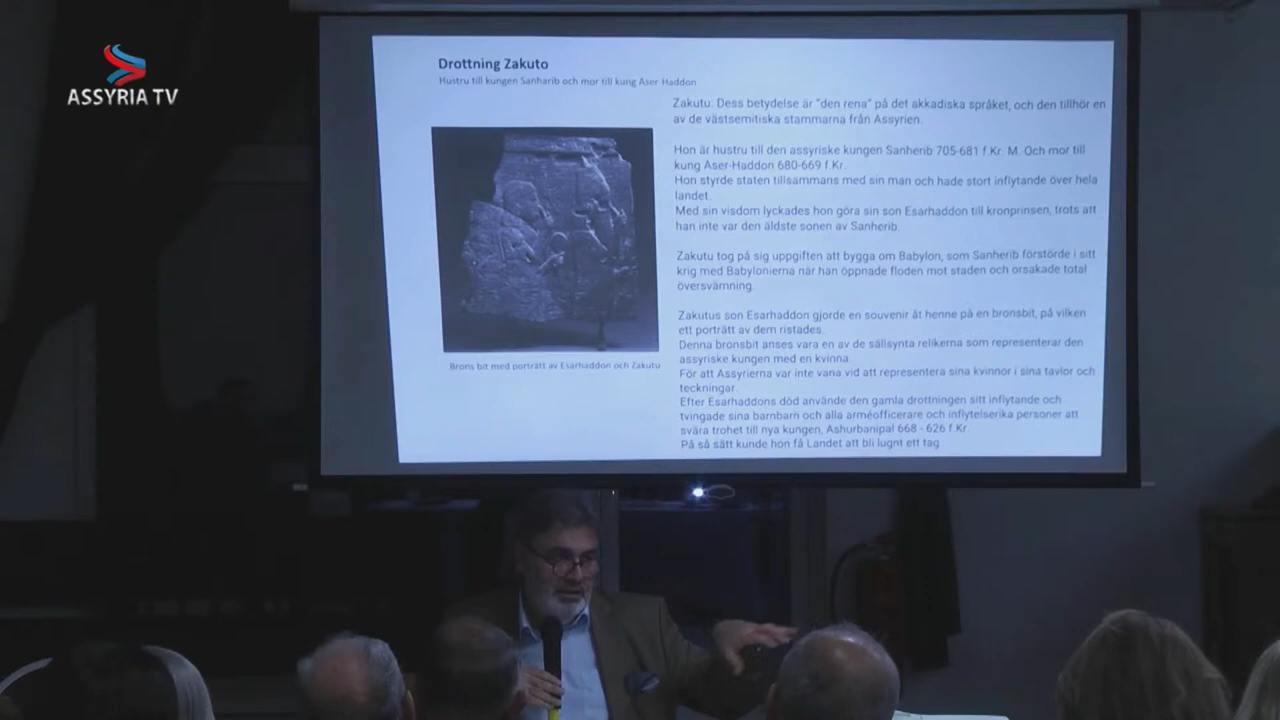 ASSYRIA TV
Drottning Zakuto
Hustru till kungen Sanharib och mor till kung Aser Haddon
Zakutu: Dess betydelse är "den rena" på det akkadiska språket, och den tillhör en
av de västsemitiska stammarna från Assyrien.
Hon är hustru till den assyriske kungen Sanherib 705-681 f.Kr. M. Och mor till
kung Aser-Haddon 680-669 f Kr.
Hon styrde staten tillsammans med sin man och hade stort inflytande över hela
landet.
Med sin visdom lyckades hon göra sin son Esarhaddon till kronprinsen, trots att
han inte var den äldste sonen av Sanherib.
Zakutu tog på sig uppgiften att bygga om Babylon, som Sanherib förstörde i sitt
krig med Babylonierna när han öppnade floden mot staden och orsakade total
översvämning.
Zakutus son Esarhaddon gjorde en souvenir åt henne på en bronsbit, på vilken
ett porträtt av dem ristades.
Denna bronsbit anses vara en av de sällsynta relikerna som representerar den
assyriske kungen med en kvinna.
För att Assyrierna var inte vana vid att representera sina kvinnor i sina tavlor och
teckningar.
Efter Esarhaddons död använde den gamla drottningen sitt inflytande och
tvingade sina barnbarn och alla arméofficerare och inflytelserika personer att
svära trohet till nya kungen, Ashurbanipal 668 - 626 f.Kr.
På så sätt kunde hon få Landet att bli lugnt ett tag
Brons bit med porträtt av Esarhaddon och Zakutu